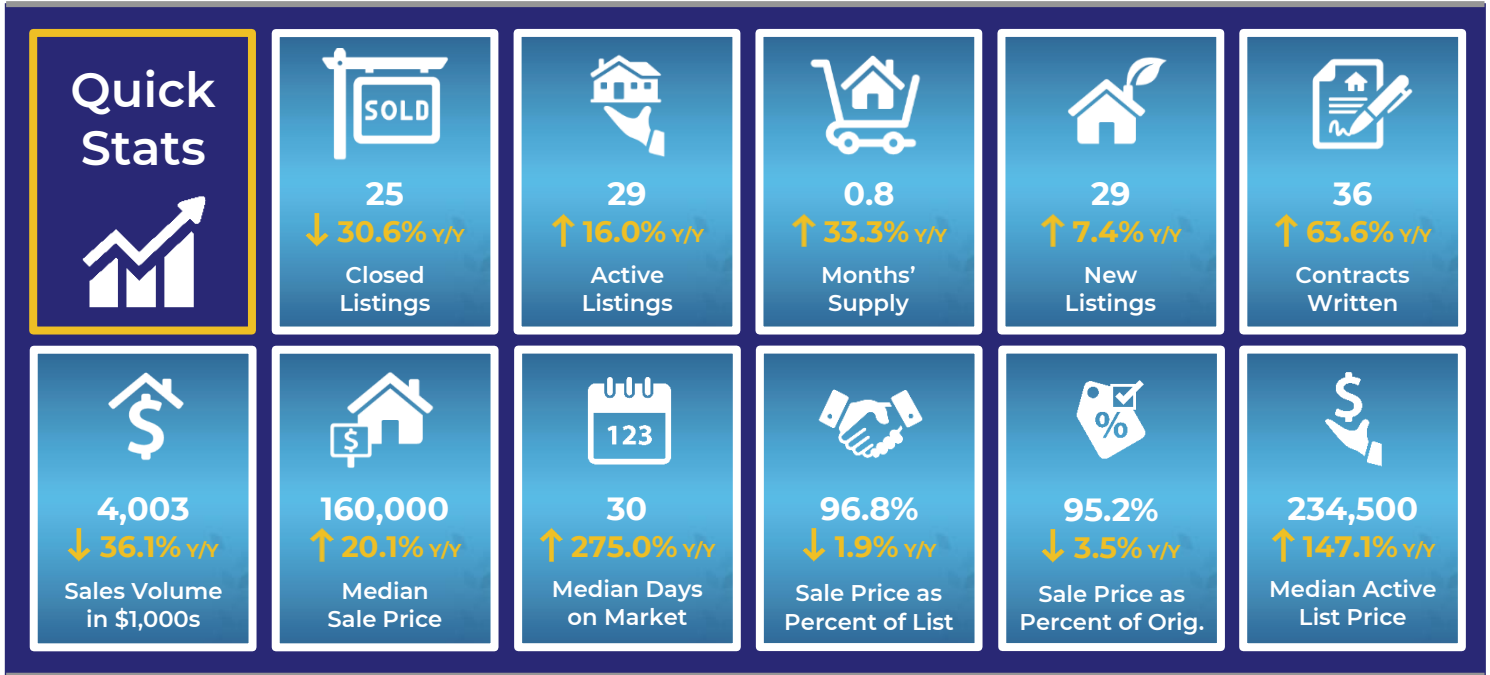 Quick
Stats
SOLD
25
↓ 30.6% Y/Y
Closed
Listings
29
↑ 16.0% Y/Y
Active
Listings
0.8
↑ 33.3% Y/Y
Months’
Supply
29
↑ 7.4% Y/Y
New
Listings
36
↑ 63.6% Y/Y
Contracts
Written
$
4,003
↓ 36.1% Y/Y
Sales Volume
in $1,000s
$
160,000
↑ 20.1% Y/Y
Median
Sale Price
123
30
↑ 275.0% Y/Y
Median Days
on Market
96.8%
↓ 1.9% Y/Y
Sale Price as
Percent of List
%
95.2%
↓ 3.5% Y/Y
Sale Price as
Percent of Orig.
$
234,500
↑ 147.1% Y/Y
Median Active
List Price